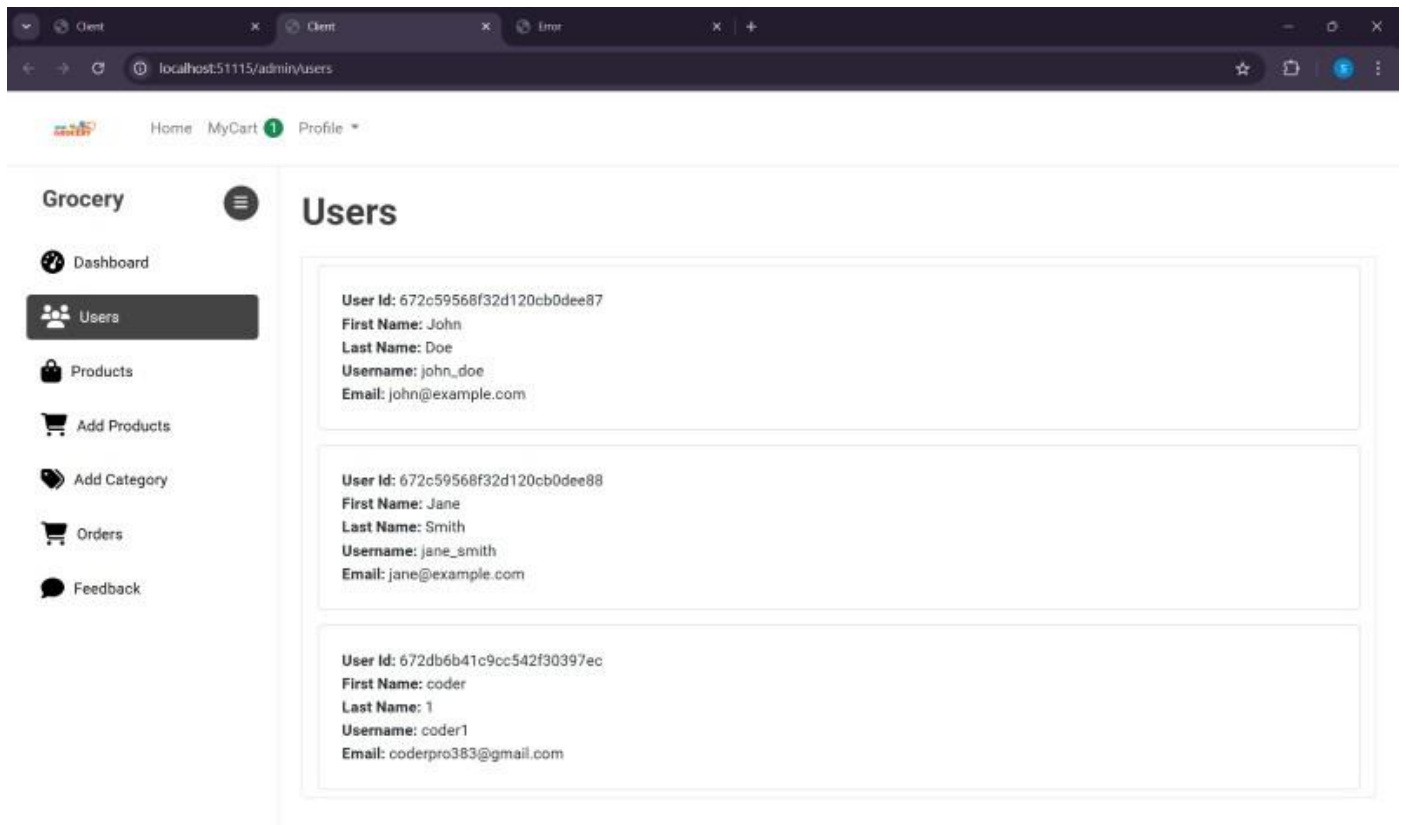 Client
Client
Error
localhost:51115/admin/users
S
GROCERY
Home MyCart 1 Profile
Grocery
Dashboard
Users
Products
Add Products
Add Category
Orders
Feedback
Users
User Id: 672c59568f32d120cb0dee87
First Name: John
Last Name: Doe
Username: john_doe
Email: john@example.com
User Id: 672c59568f32d120cb0dee88
First Name: Jane
Last Name: Smith
Username: jane_smith
Email: jane@example.com
User Id: 672db6b41c9cc542f30397ec
First Name: coder
Last Name: 1
Username: coder1
Email: coderpro383@gmail.com